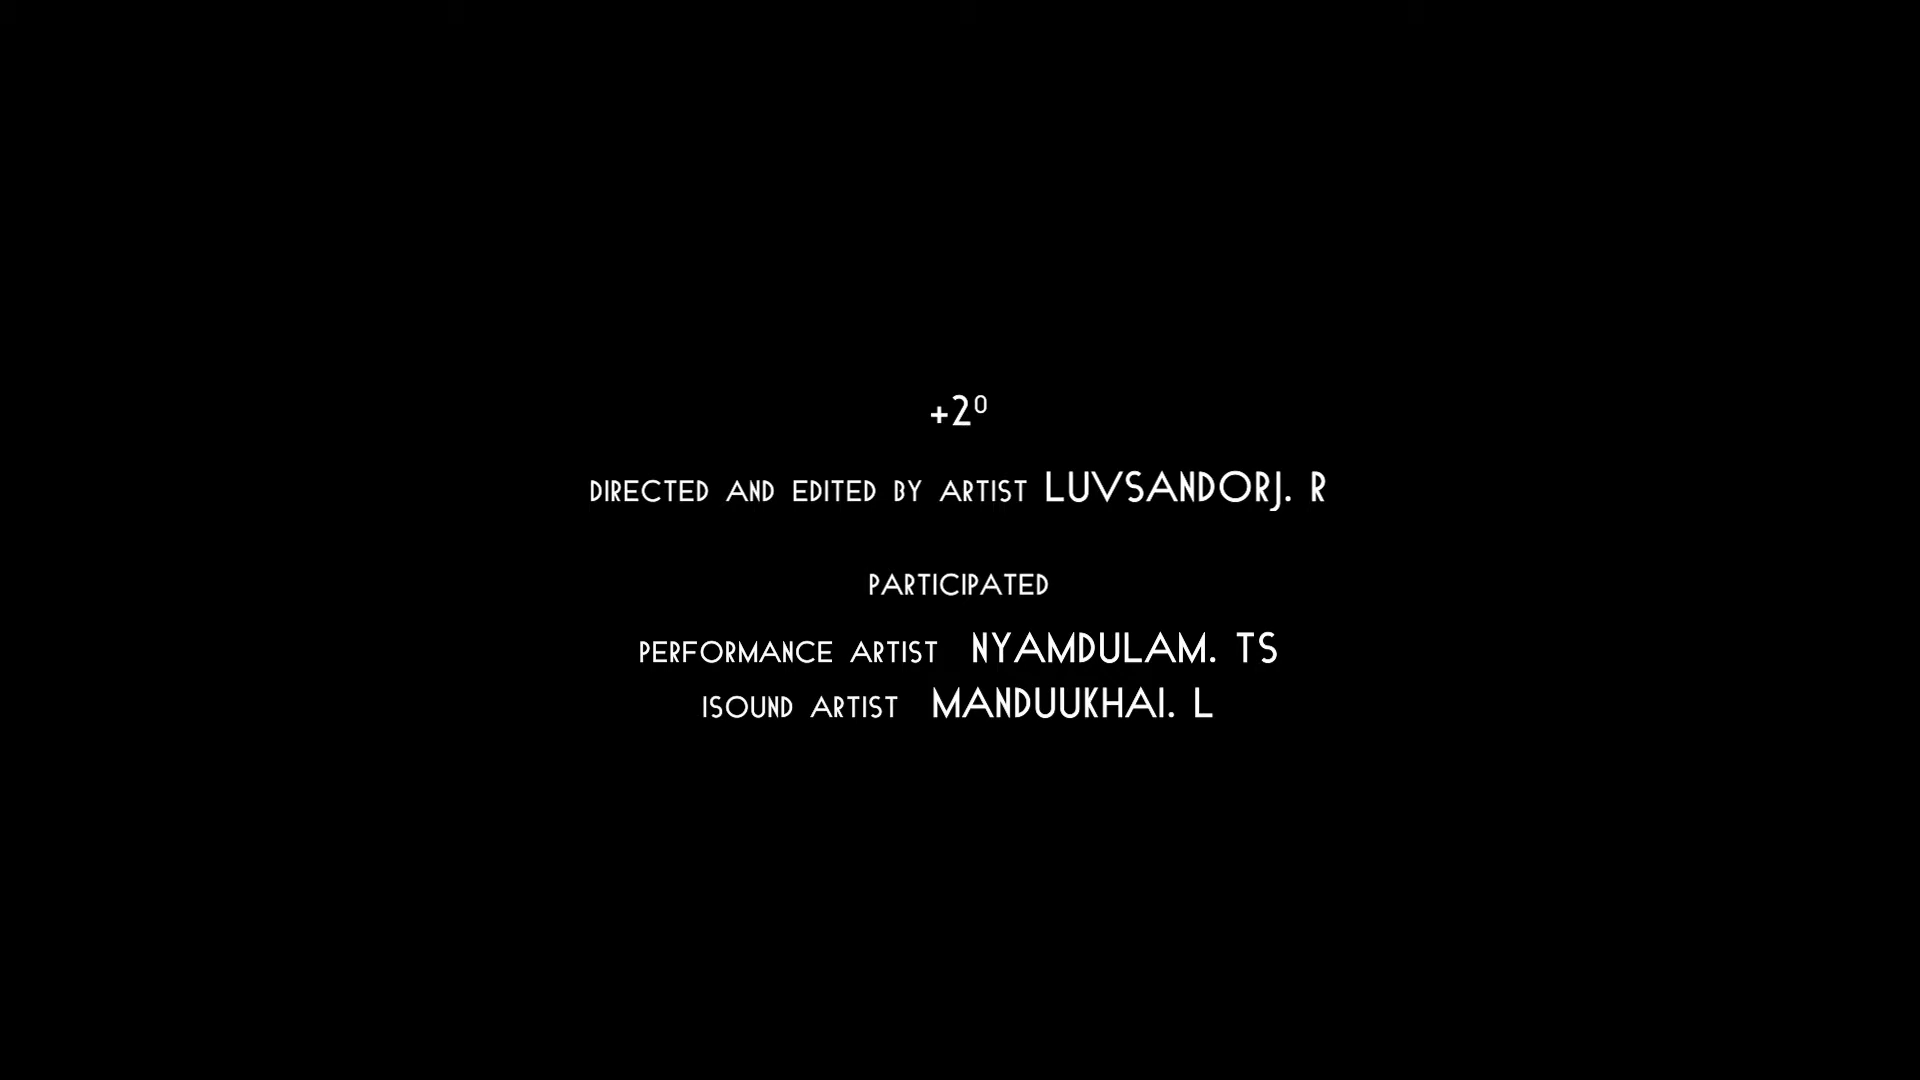 +2⁰
DIRECTED AND EDITED BY ARTIST LUVSANDORJ. R
PARTICIPATED
PERFORMANCE ARTIST NYAMDULAM. TS
ISOUND ARTIST MANDUUKHAI. L